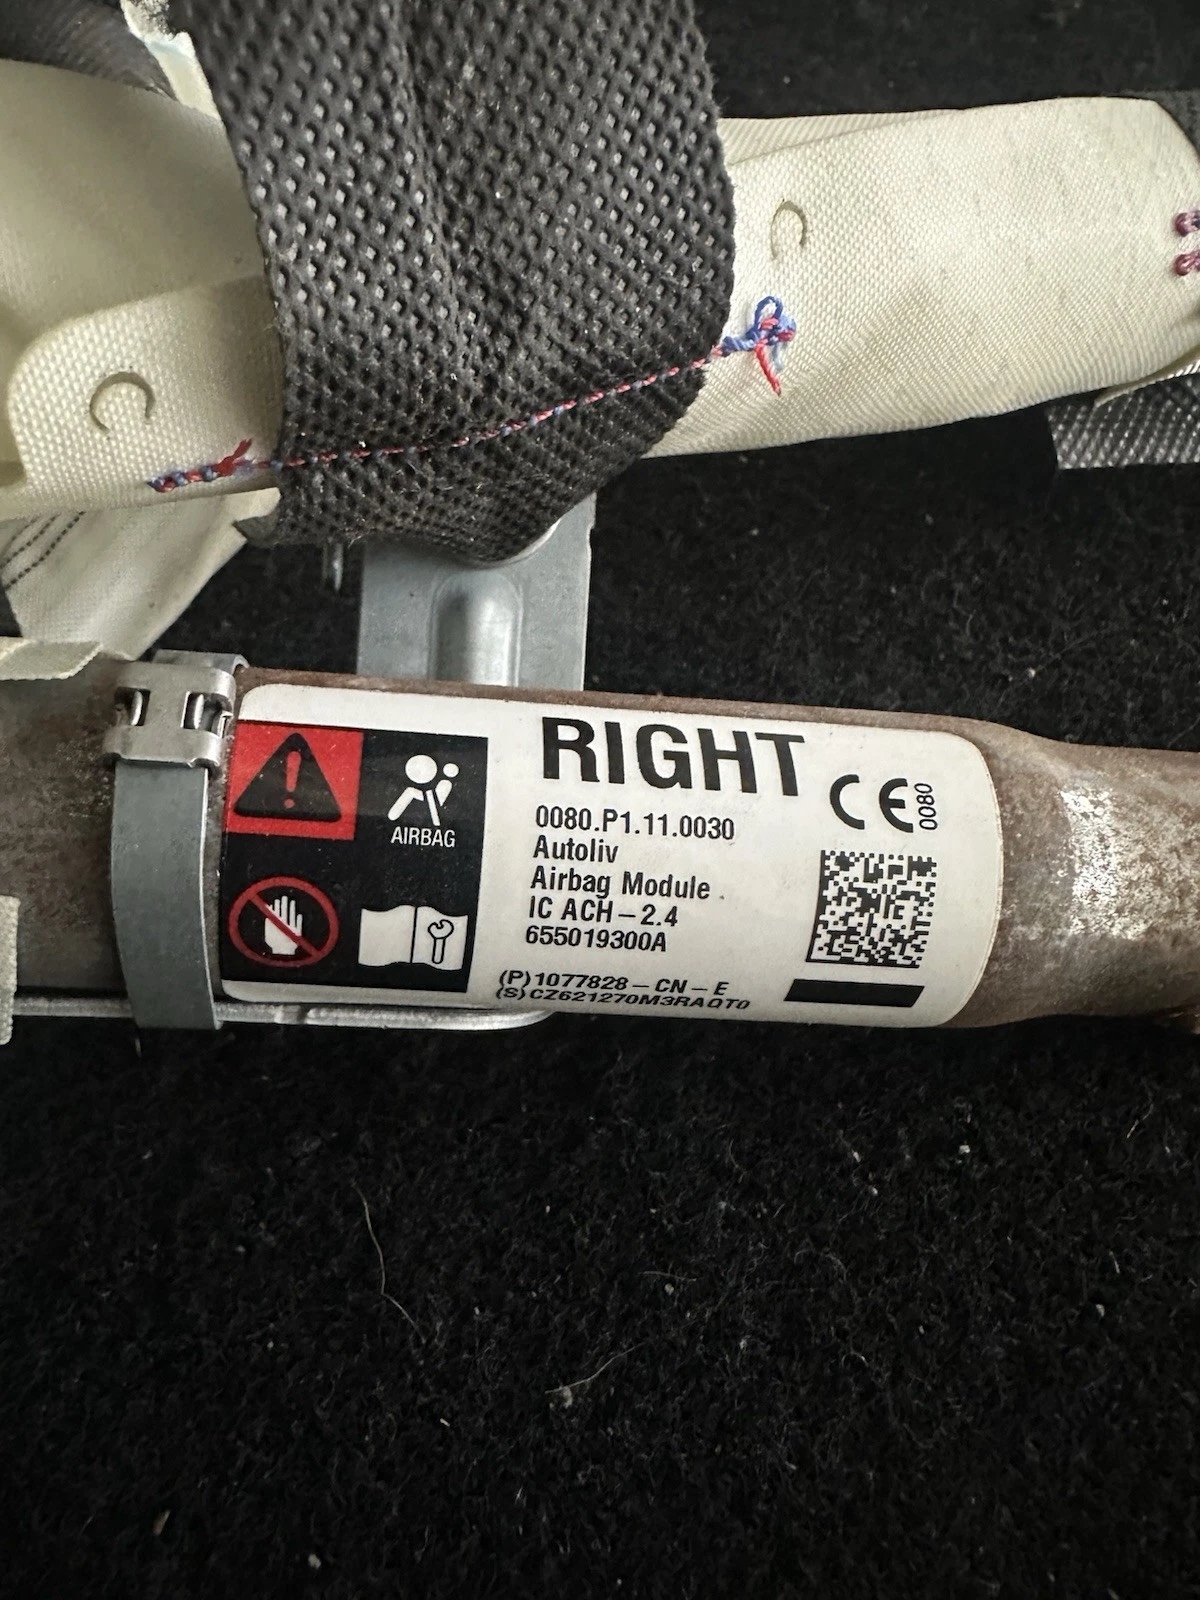 C
C
RIGHT
CE 0080
AIRBAG
0080.P1.11.0030
Autoliv
Airbag Module
IC ACH-2.4
655019300A
(P)1077828-CN-E
(S)CZ621270M3RAQT0